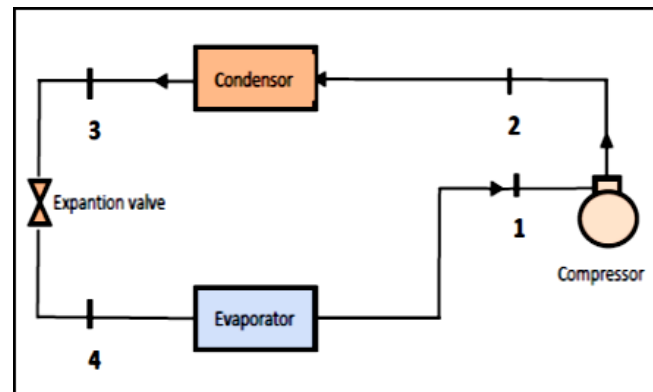 Condensor
3
2
Expantion valve
1
Compressor
Evaporator
4